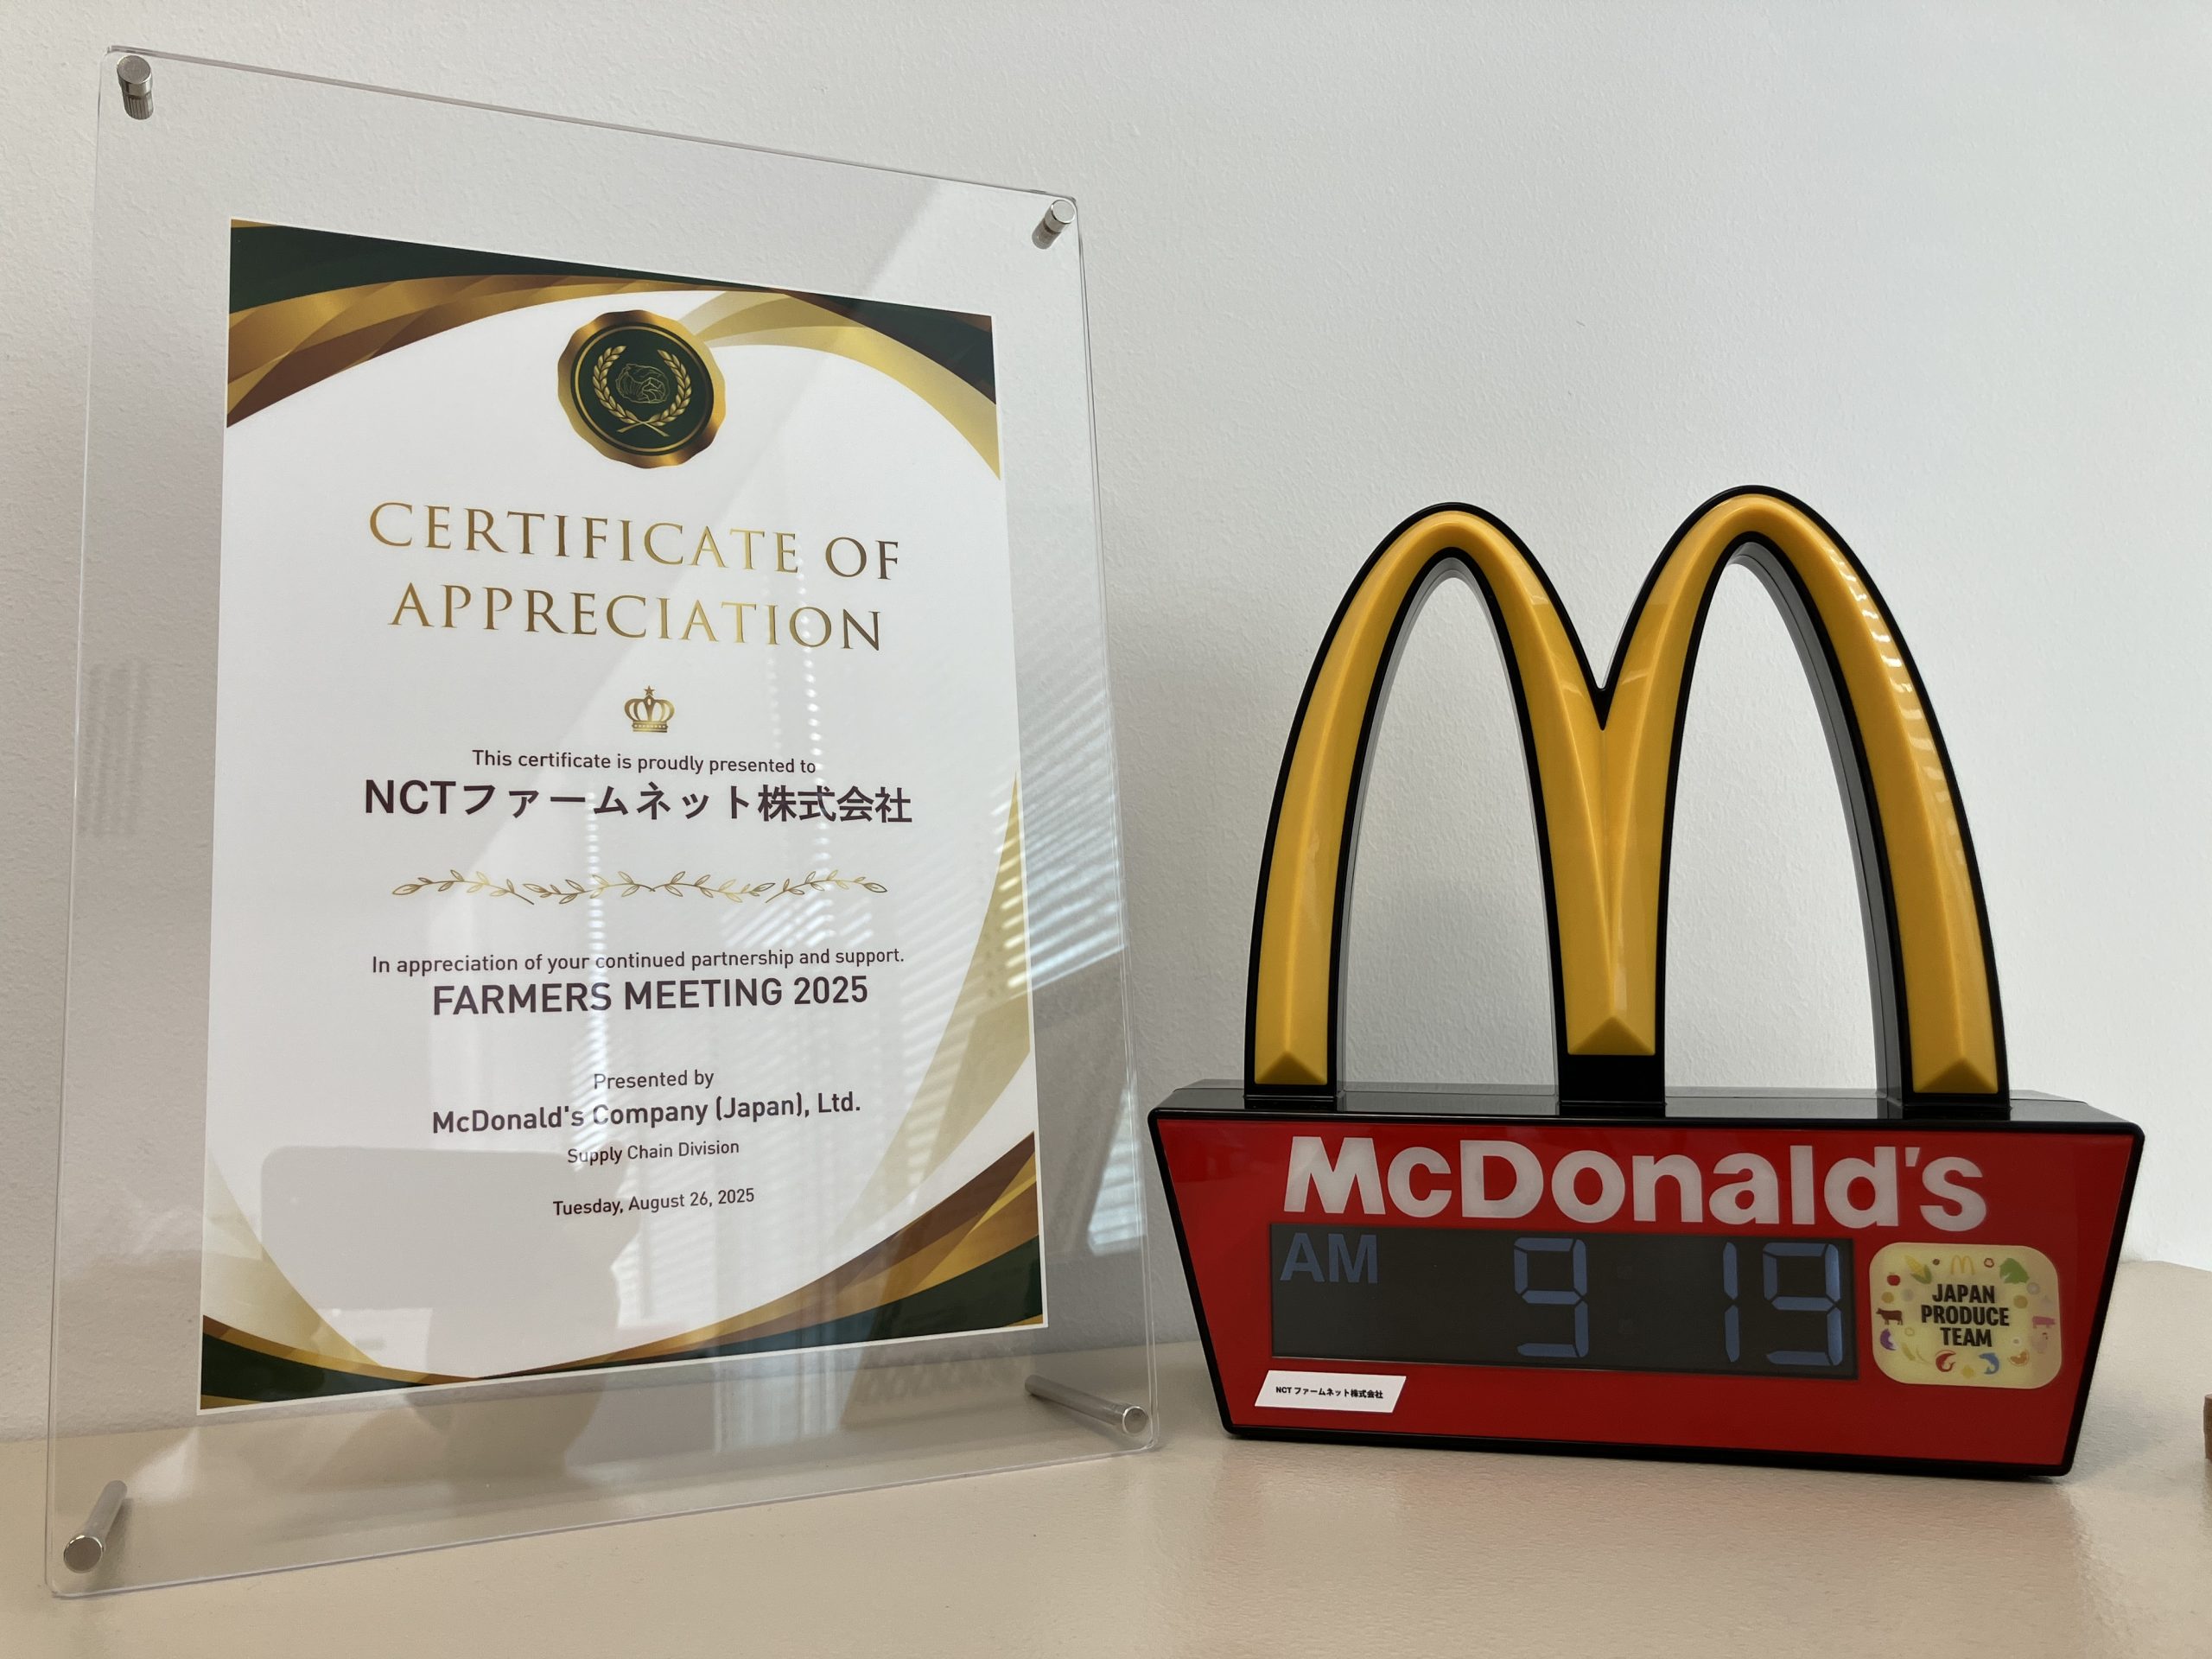 CERTIFICATE OF
APPRECIATION
This certificate is proudly presented to
NCTファームネット株式会社
In appreciation of your continued partnership and support.
FARMERS MEETING 2025
Presented by
McDonald's Company (Japan), Ltd.
Supply Chain Division
Tuesday, August 26, 2025
McDonald's
AM 9 19
JAPAN
PRODUCE
TEAM
NCT ファームネット株式会社